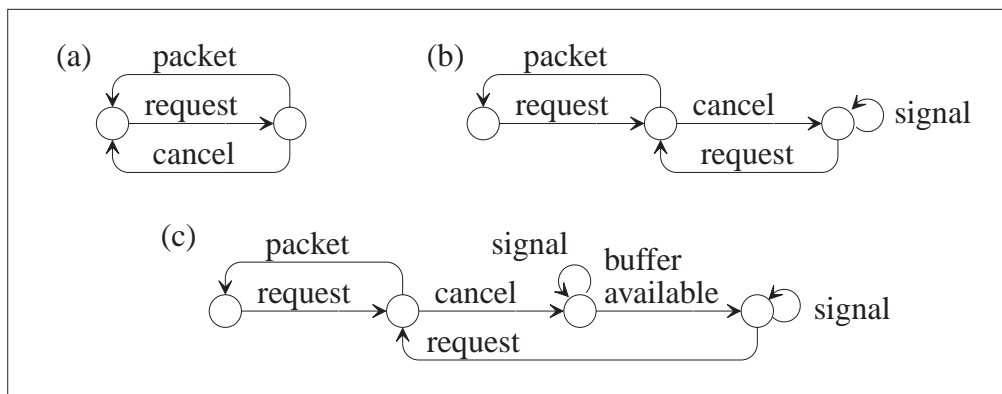 (a)
packet
request
cancel
(b)
packet
request
cancel
request
signal
(c)
packet
request
cancel
signal
buffer
available
request
signal